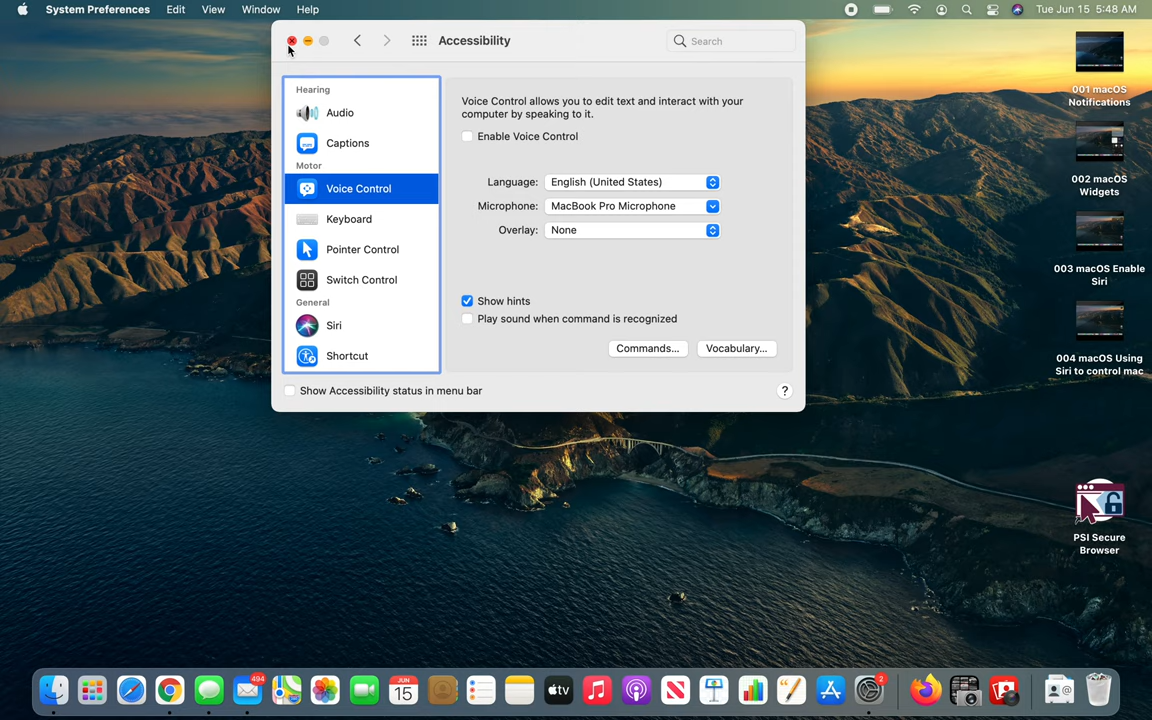 System Preferences Edit View Window Help
Tue Jun 15 5:48 AM
Accessibility
Search
Hearing
Audio
Captions
Motor
Voice Control
Keyboard
Pointer Control
Switch Control
General
Siri
Shortcut
Voice Control allows you to edit text and interact with your
computer by speaking to it.
Enable Voice Control
Language: English (United States)
Microphone: MacBook Pro Microphone
Overlay: None
Show hints
Play sound when command is recognized
Commands... Vocabulary...
Show Accessibility status in menu bar
?
001 macOS
Notifications
002 macOS
Widgets
003 macOS Enable
Siri
004 macOS Using
Siri to control mac
PSI Secure
Browser
494
JUN
15
tv
2